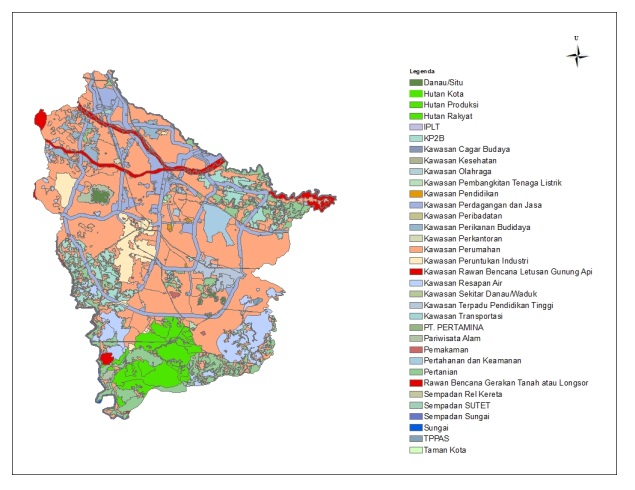 U
Legenda
Danau/Situ
Hutan Kota
Hutan Produksi
Hutan Rakyat
IPLT
KP2B
Kawasan Cagar Budaya
Kawasan Kesehatan
Kawasan Olahraga
Kawasan Pembangkitan Tenaga Listrik
Kawasan Pendidikan
Kawasan Perdagangan dan Jasa
Kawasan Peribadatan
Kawasan Perikanan Budidaya
Kawasan Perkantoran
Kawasan Perumahan
Kawasan Peruntukan Industri
Kawasan Rawan Bencana Letusan Gunung Api
Kawasan Resapan Air
Kawasan Sekitar Danau/Waduk
Kawasan Terpadu Pendidikan Tinggi
Kawasan Transportasi
PT. PERTAMINA
Pariwisata Alam
Pemakaman
Pertahanan dan Keamanan
Pertanian
Rawan Bencana Gerakan Tanah atau Longsor
Sempadan Rel Kereta
Sempadan SUTET
Sempadan Sungai
Sungai
TPPAS
Taman Kota